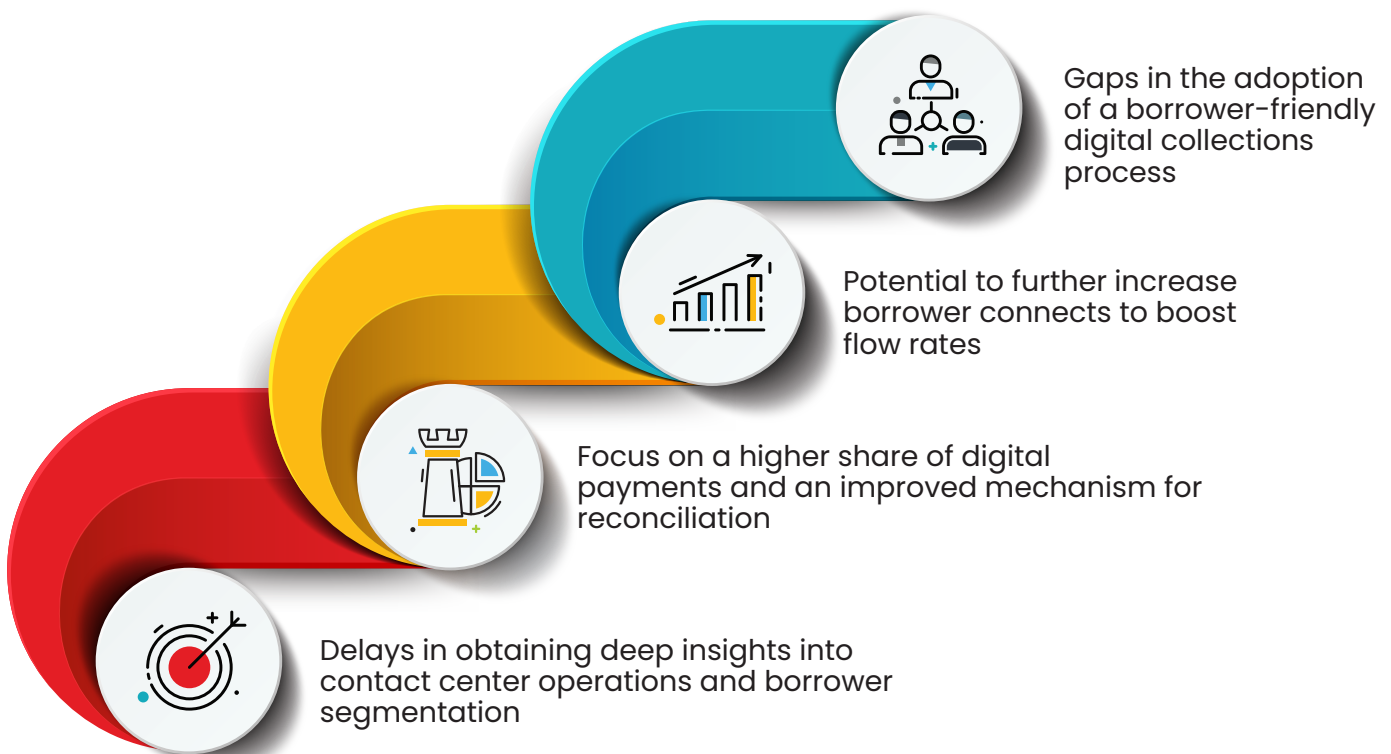 Gaps in the adoption
of a borrower-friendly
digital collections
process
Potential to further increase
borrower connects to boost
flow rates
Focus on a higher share of digital
payments and an improved mechanism for
reconciliation
Delays in obtaining deep insights into
contact center operations and borrower
segmentation